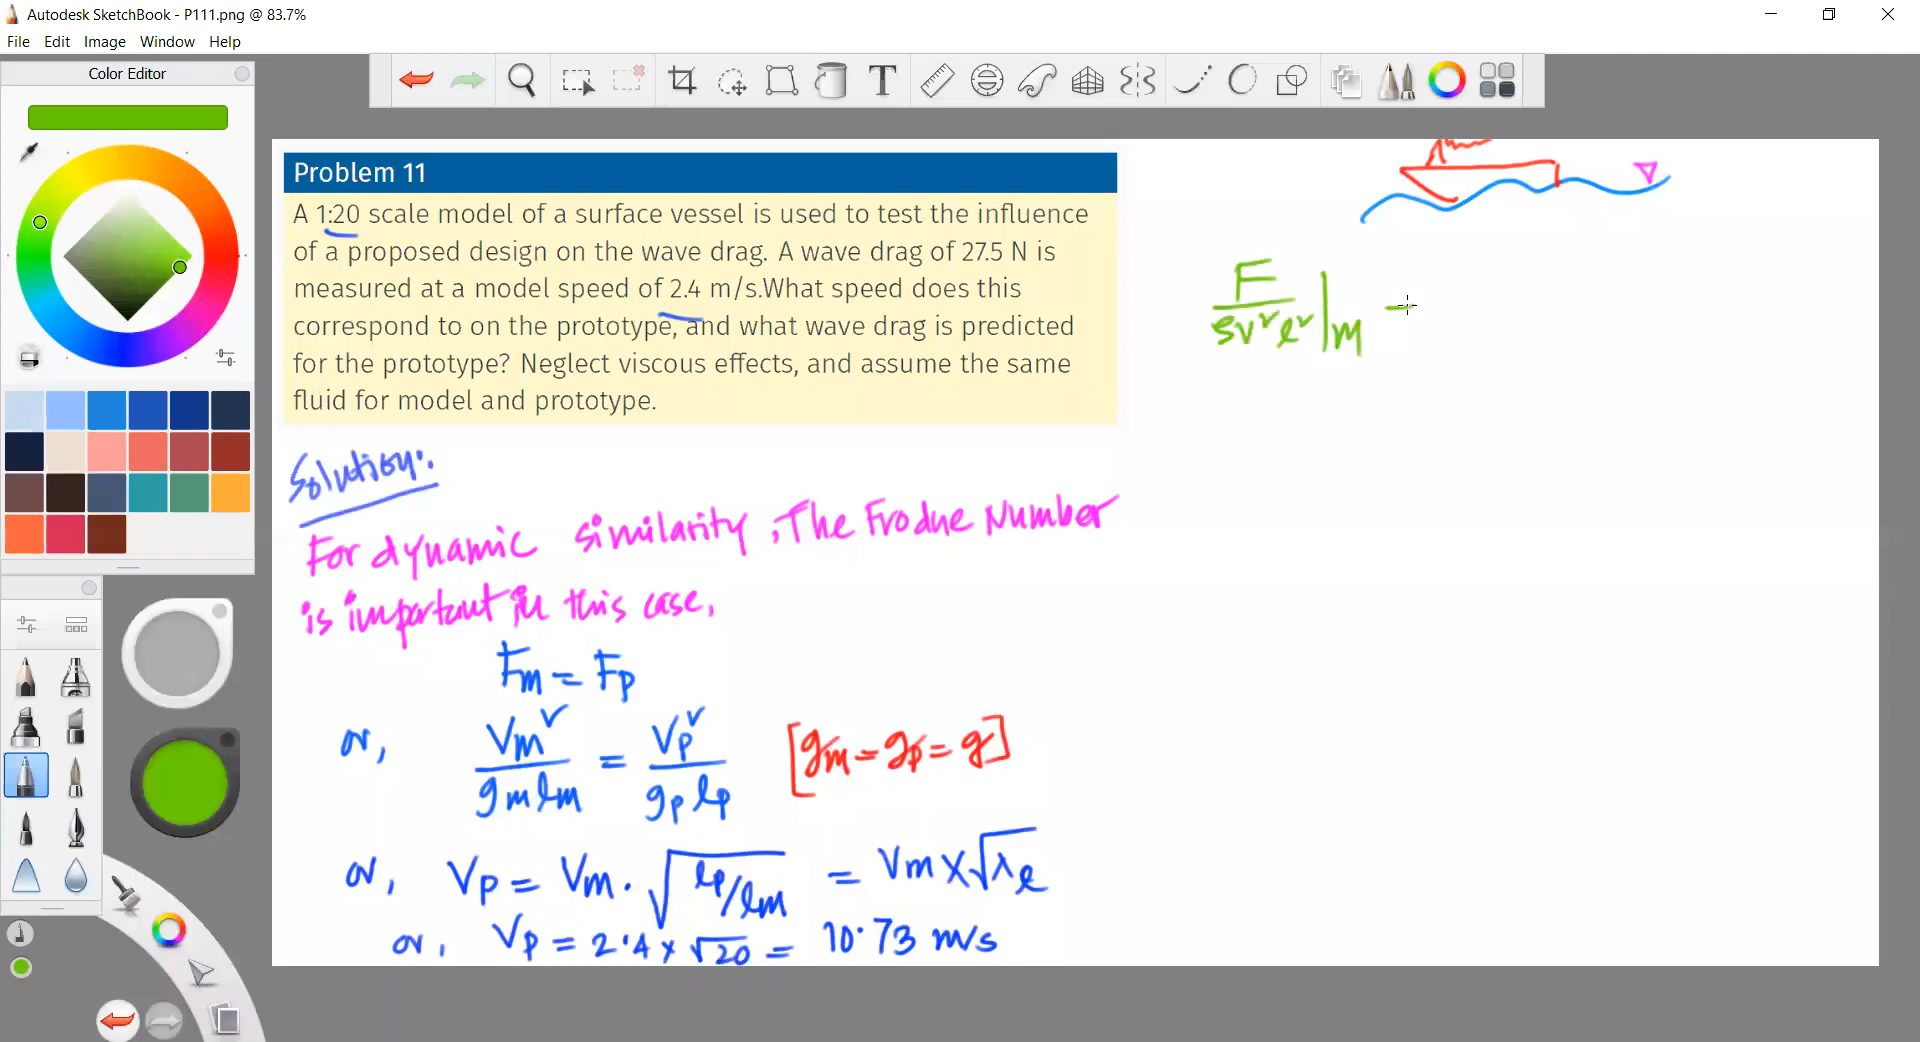 Autodesk SketchBook - P111.png @ 83.7%
File Edit Image Window Help
Color Editor
T
Problem 11
A 1:20 scale model of a surface vessel is used to test the influence
of a proposed design on the wave drag. A wave drag of 27.5 N is
measured at a model speed of 2.4 m/s.What speed does this
correspond to on the prototype, and what wave drag is predicted
for the prototype? Neglect viscous effects, and assume the same
fluid for model and prototype.
Solution:
For dynamic similarity, The Frodue Number
is important in this case,
Fm = Fp
or, Vm² / gm lm = Vp² / gp lp [gm = gp = g]
or, Vp = Vm . √lp/lm = Vm × √λl
or, Vp = 2.4 × √20 = 10.73 m/s
F / ρv²l² |m =